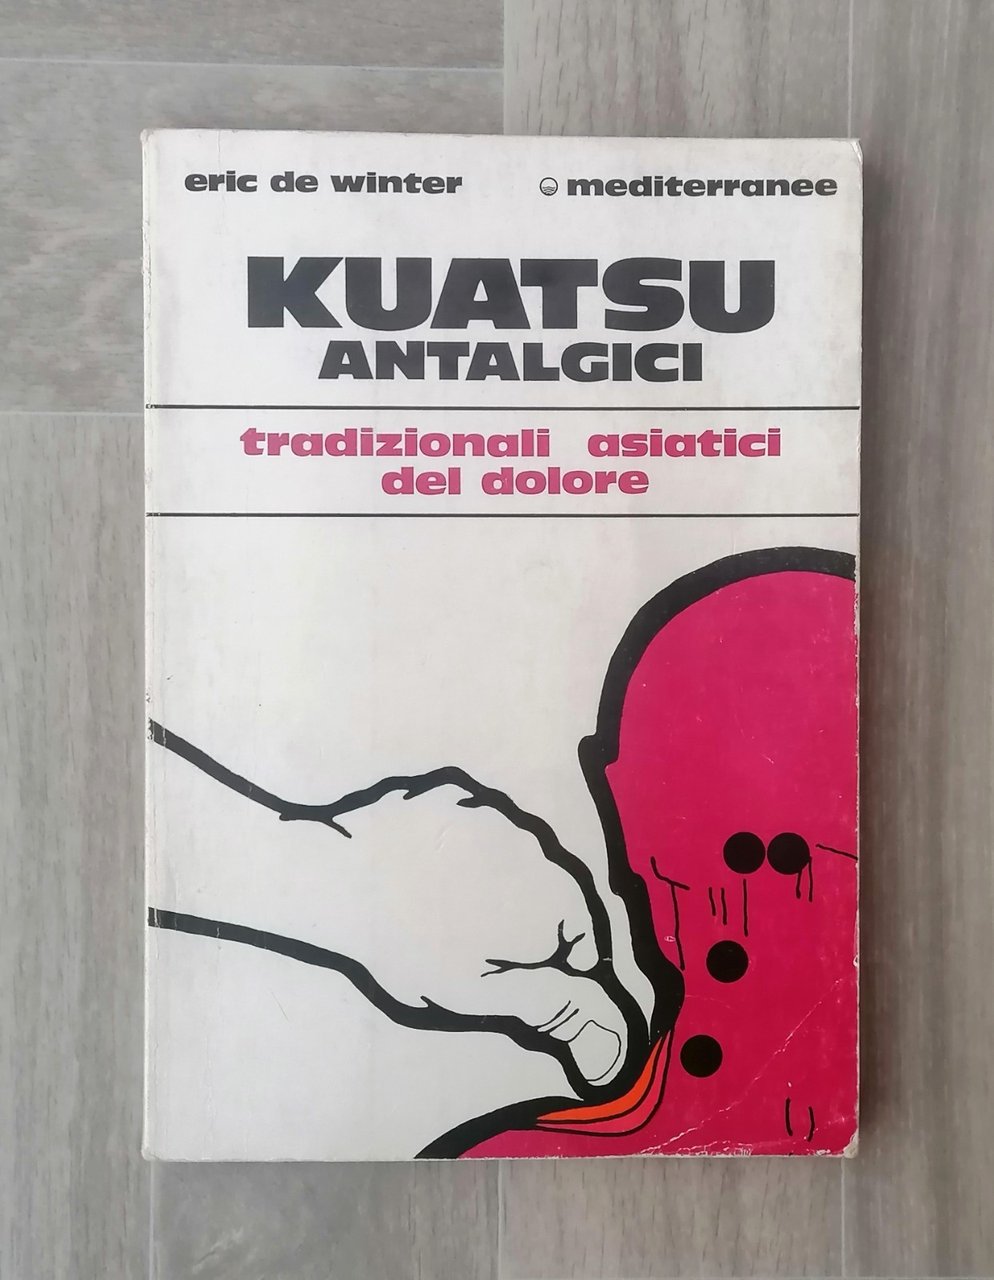 eric de winter mediterranee
KUATSU
ANTALGICI
tradizionali asiatici
del dolore